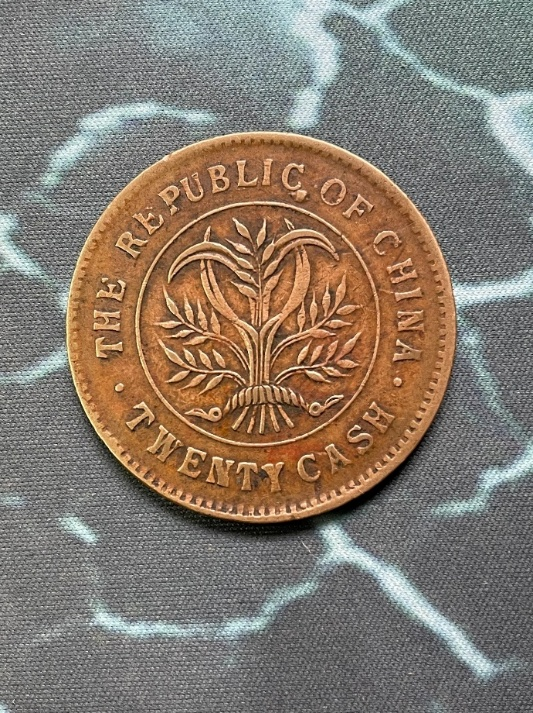 THE REPUBLIC OF CHINA
· TWENTY CASH ·